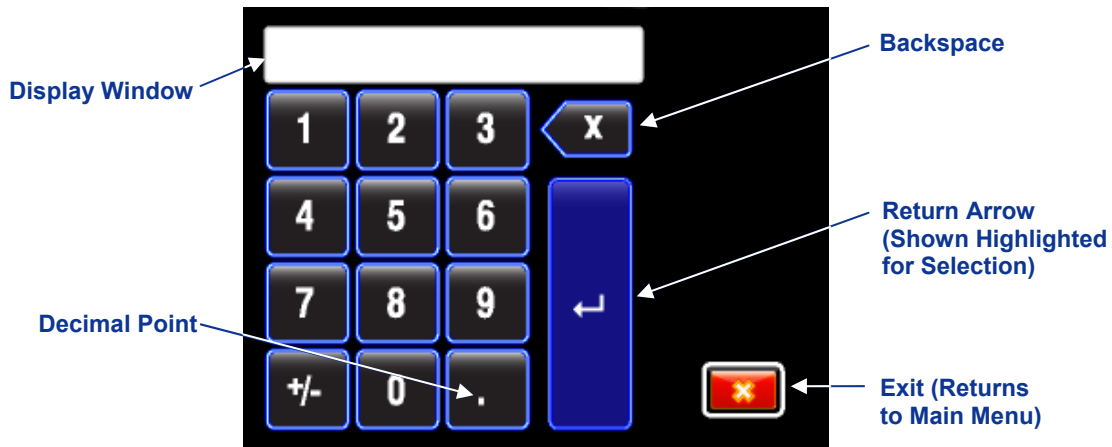 Backspace
Display Window
1 2 3 X
4 5 6
Return Arrow
(Shown Highlighted
for Selection)
7 8 9
Decimal Point
+/- 0 .
Exit (Returns
to Main Menu)